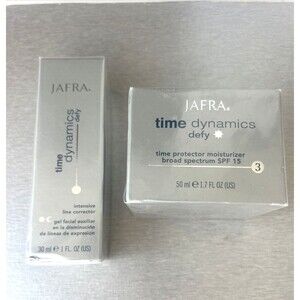 JAFRA.
time dynamics
defy
intensive
line corrector
gel facial auxiliar
en la disminución
de líneas de expresión
30 ml ℮ 1 FL OZ (US)
JAFRA.
time dynamics
defy
time protector moisturizer
broad spectrum SPF 15
3
50 ml ℮ 1.7 FL OZ (US)